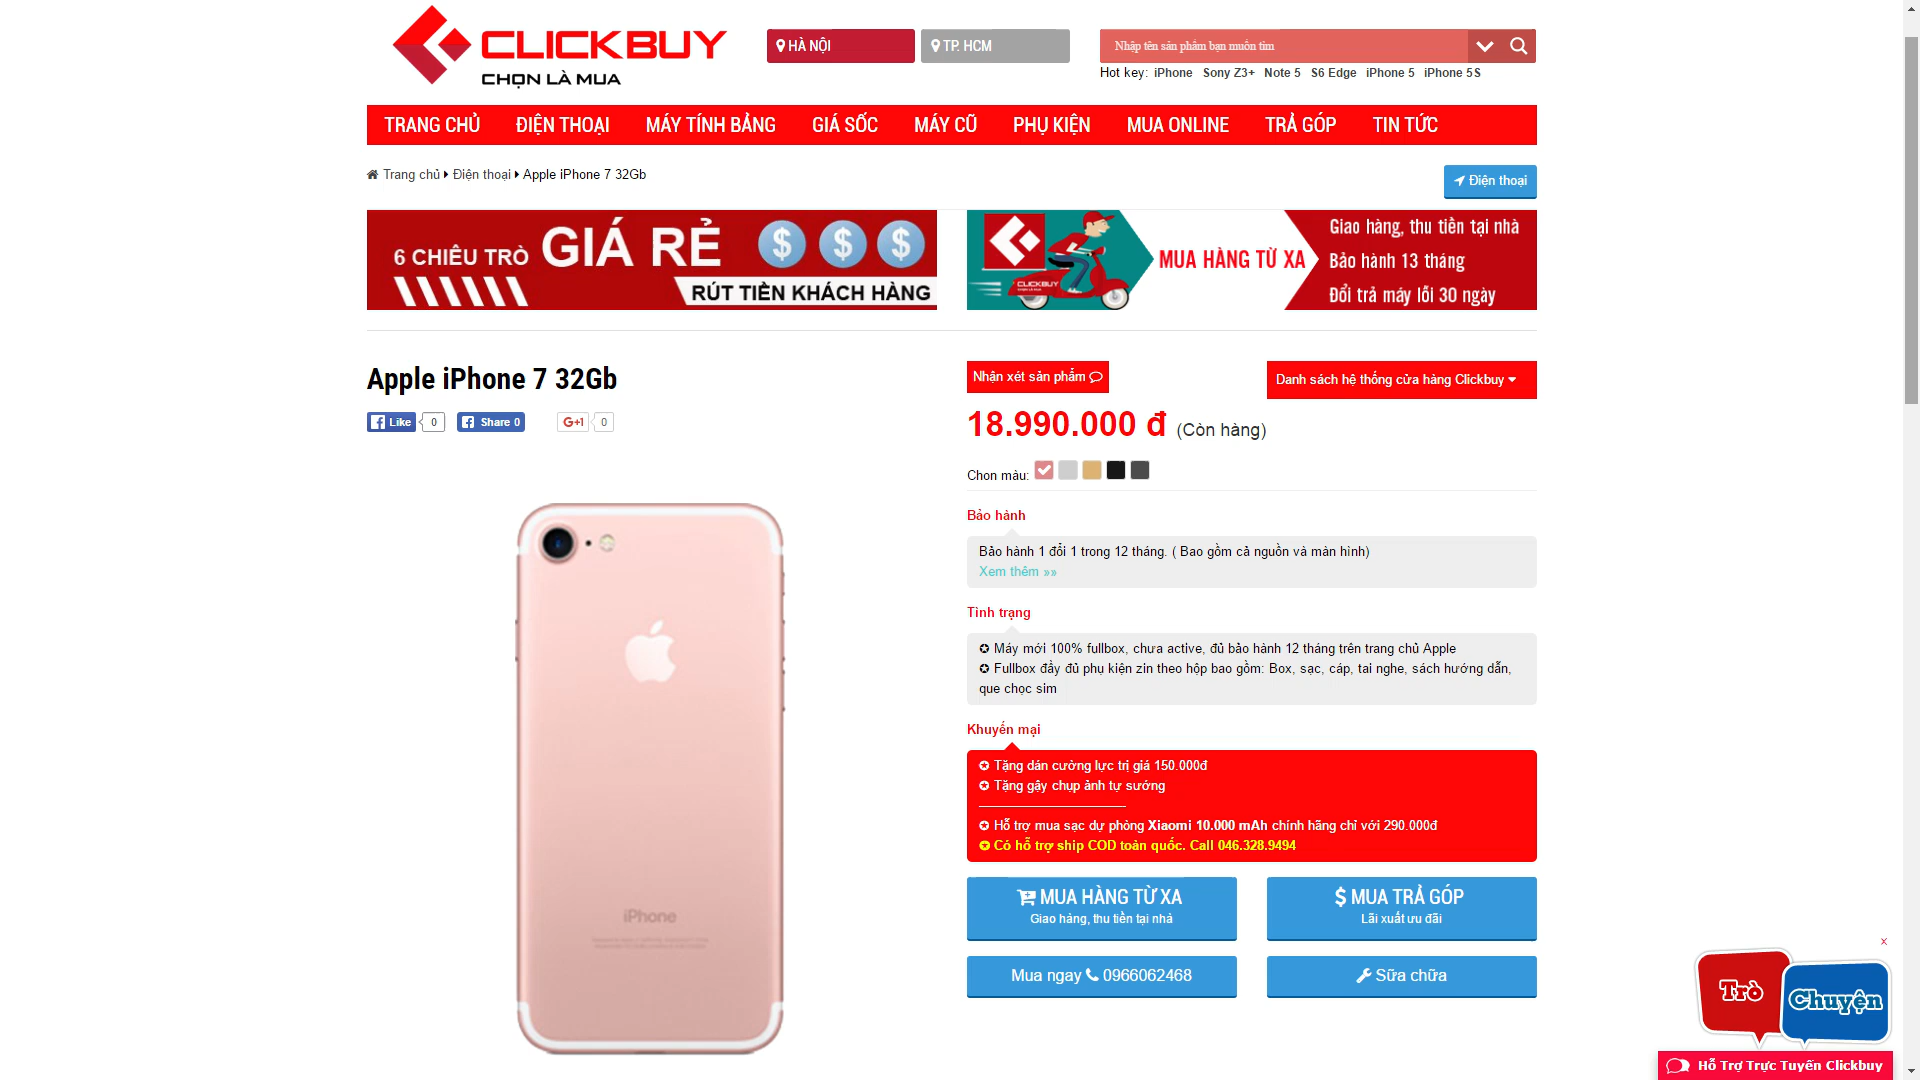 CLICKBUY
CHỌN LÀ MUA
HÀ NỘI
TP. HCM
Nhập tên sản phẩm bạn muốn tìm
Hot key: iPhone Sony Z3+ Note 5 S6 Edge iPhone 5 iPhone 5S
TRANG CHỦ ĐIỆN THOẠI MÁY TÍNH BẢNG GIÁ SỐC MÁY CŨ PHỤ KIỆN MUA ONLINE TRẢ GÓP TIN TỨC
Trang chủ Điện thoại Apple iPhone 7 32Gb
Điện thoại
6 CHIÊU TRÒ GIÁ RẺ $ $ $
RÚT TIỀN KHÁCH HÀNG
CLICKBUY
MUA HÀNG TỪ XA
Giao hàng, thu tiền tại nhà
Bảo hành 13 tháng
Đổi trả máy lỗi 30 ngày
Apple iPhone 7 32Gb
Like 0 Share 0 G+1 0
iPhone
Nhận xét sản phẩm
Danh sách hệ thống cửa hàng Clickbuy
18.990.000 đ (Còn hàng)
Chọn màu:
Bảo hành
Bảo hành 1 đổi 1 trong 12 tháng. ( Bao gồm cả nguồn và màn hình)
Xem thêm »»
Tình trạng
✪ Máy mới 100% fullbox, chưa active, đủ bảo hành 12 tháng trên trang chủ Apple
✪ Fullbox đầy đủ phụ kiện zin theo hộp bao gồm: Box, sạc, cáp, tai nghe, sách hướng dẫn,
que chọc sim
Khuyến mại
✪ Tặng dán cường lực trị giá 150.000đ
✪ Tặng gậy chụp ảnh tự sướng
✪ Hỗ trợ mua sạc dự phòng Xiaomi 10.000 mAh chính hãng chỉ với 290.000đ
✪ Có hỗ trợ ship COD toàn quốc. Call 046.328.9494
MUA HÀNG TỪ XA
Giao hàng, thu tiền tại nhà
$ MUA TRẢ GÓP
Lãi xuất ưu đãi
Mua ngay 0966062468
Sữa chữa
x
Trò
Chuyện
Hỗ Trợ Trực Tuyến Clickbuy